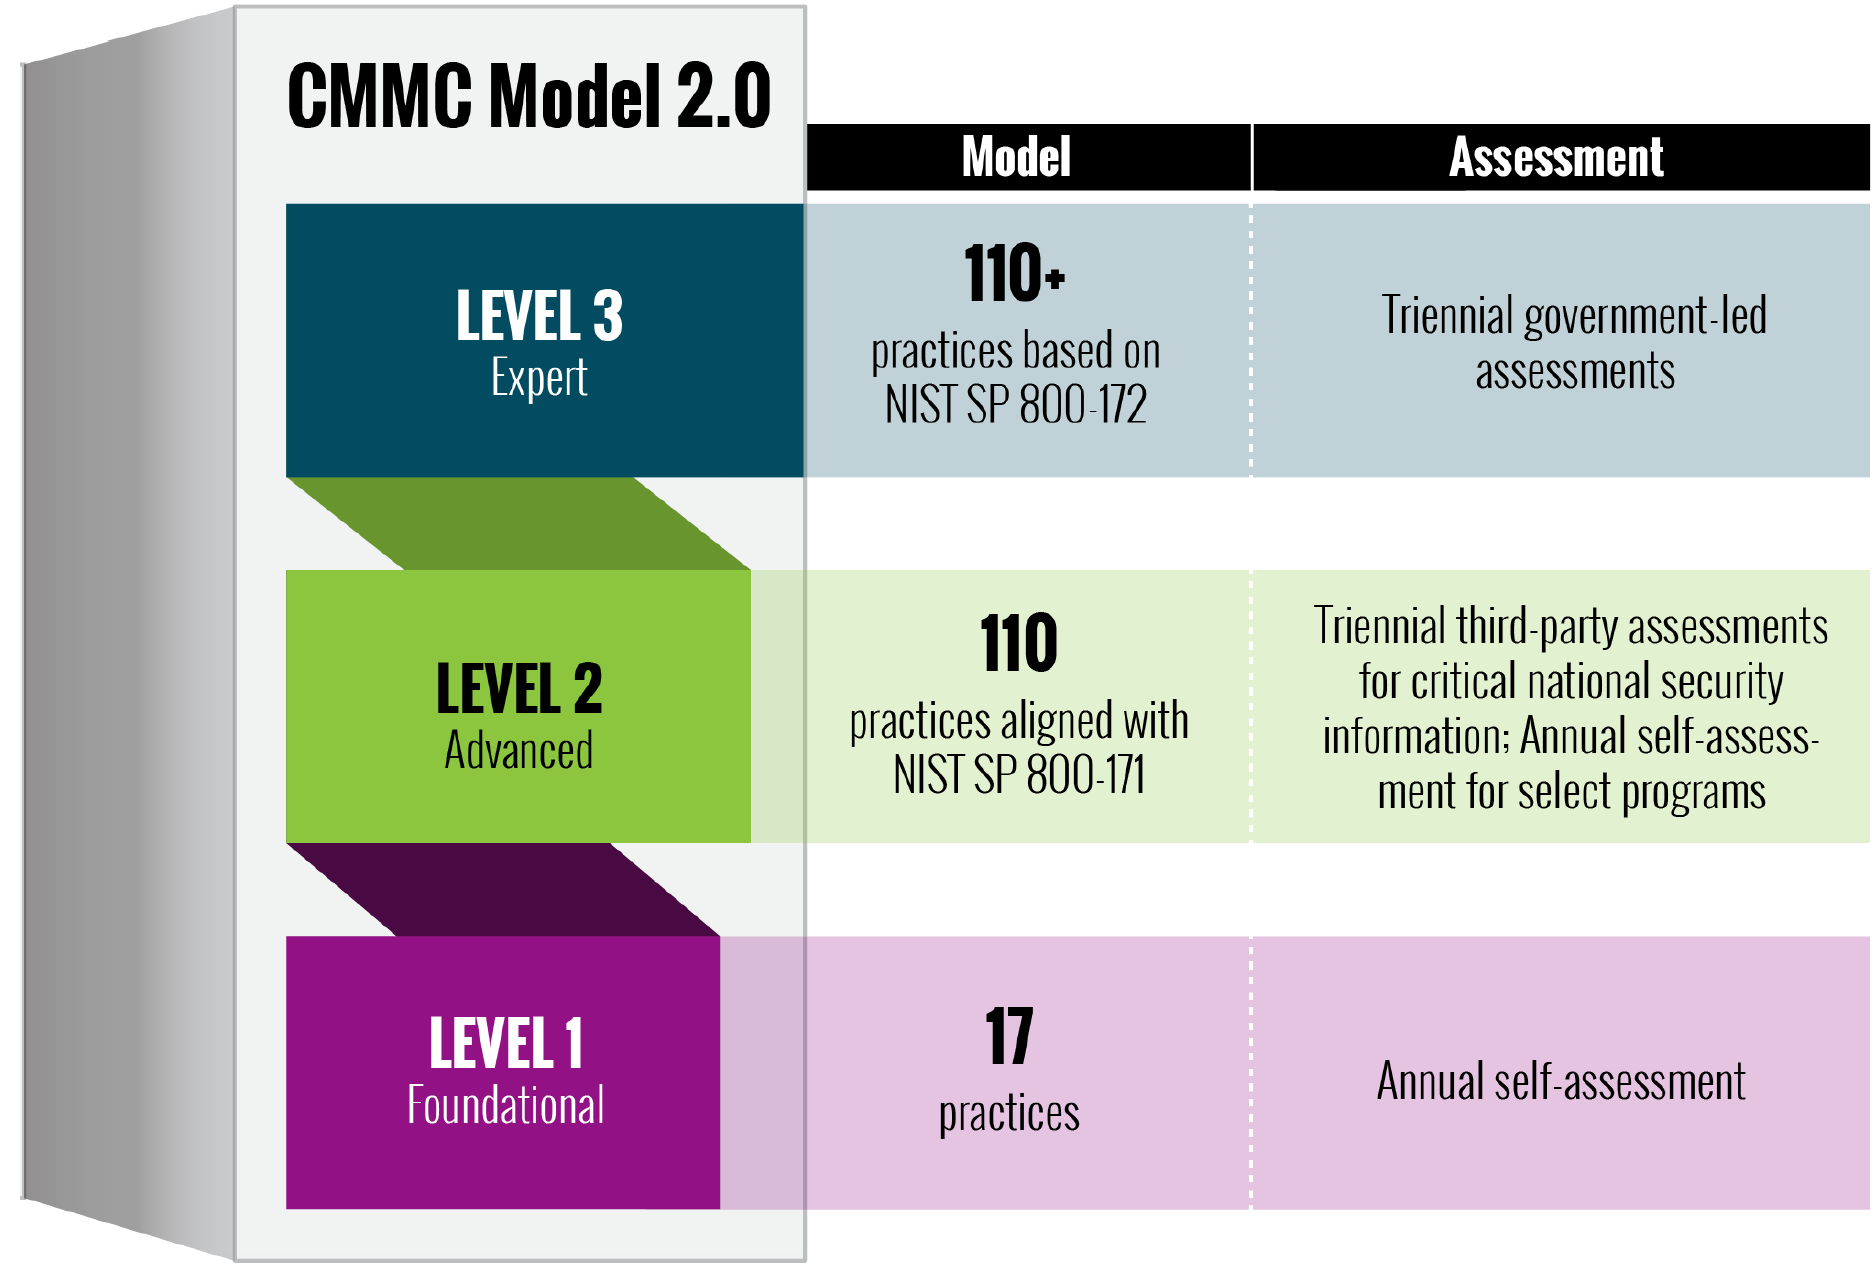 CMMC Model 2.0
Model
Assessment
LEVEL 3
Expert
110+
practices based on
NIST SP 800-172
Triennial government-led
assessments
LEVEL 2
Advanced
110
practices aligned with
NIST SP 800-171
Triennial third-party assessments
for critical national security
information; Annual self-assess-
ment for select programs
LEVEL 1
Foundational
17
practices
Annual self-assessment